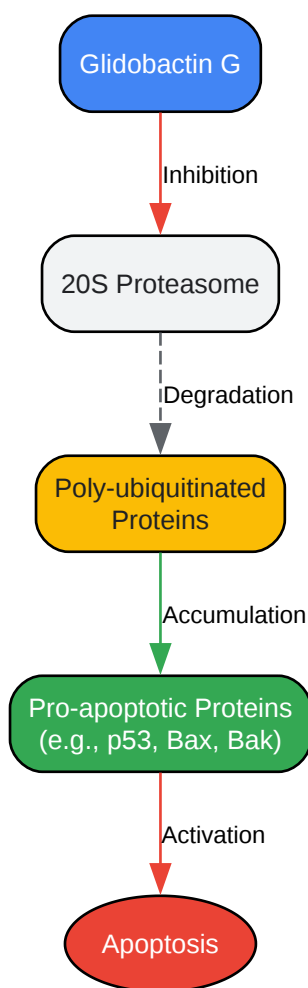 Glidobactin G
Inhibition
20S Proteasome
Degradation
Poly-ubiquitinated
Proteins
Accumulation
Pro-apoptotic Proteins
(e.g., p53, Bax, Bak)
Activation
Apoptosis